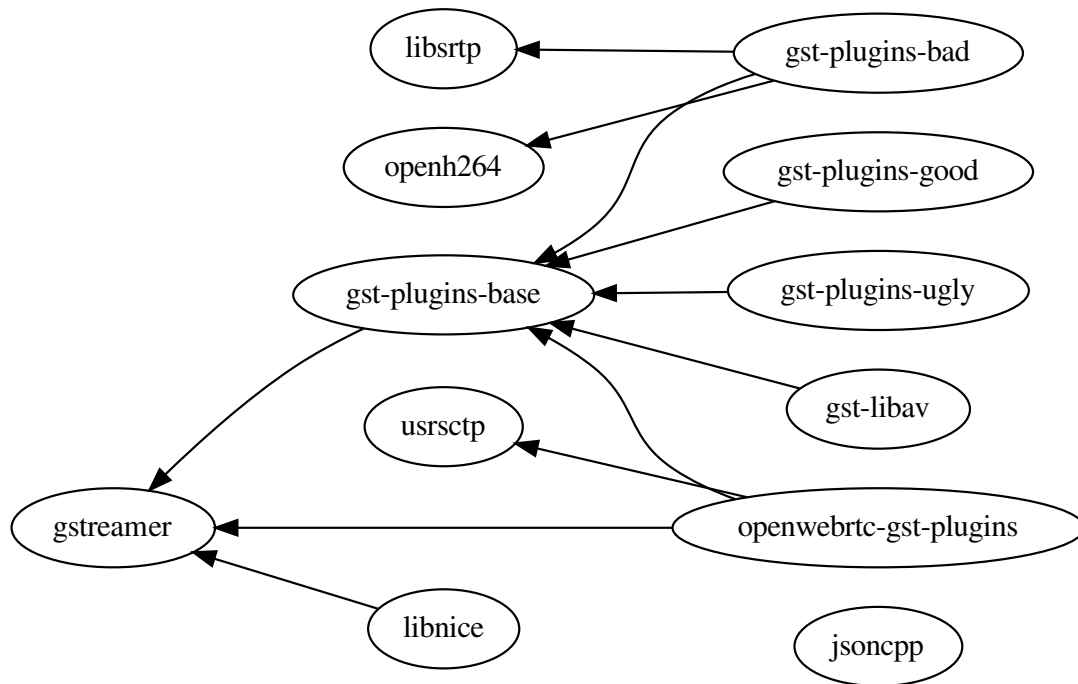 libsrtp
gst-plugins-bad
openh264
gst-plugins-good
gst-plugins-base
gst-plugins-ugly
usrsctp
gst-libav
gstreamer
openwebrtc-gst-plugins
libnice
jsoncpp